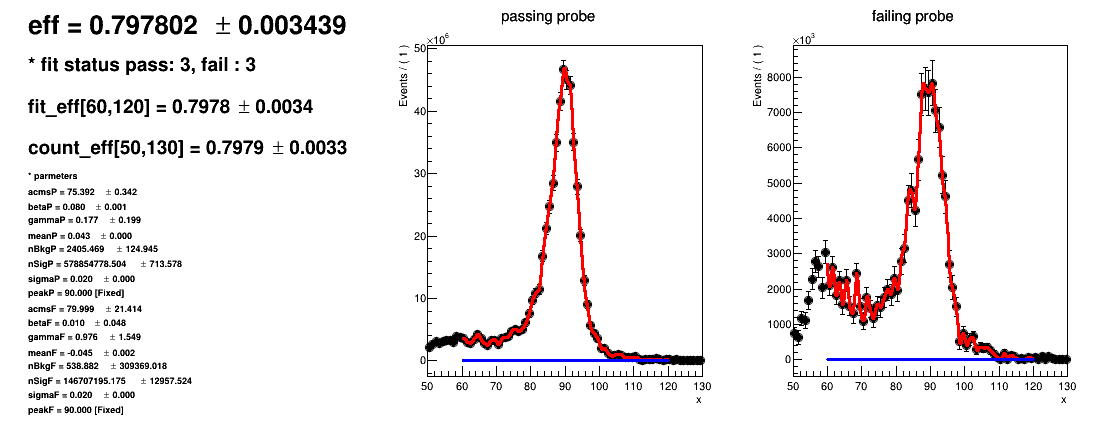 eff = 0.797802 ± 0.003439
* fit status pass: 3, fail : 3
fit_eff[60,120] = 0.7978 ± 0.0034
count_eff[50,130] = 0.7979 ± 0.0033
* parmeters
acmsP = 75.392 ± 0.342
betaP = 0.080 ± 0.001
gammaP = 0.177 ± 0.199
meanP = 0.043 ± 0.000
nBkgP = 2405.469 ± 124.945
nSigP = 578854778.504 ± 713.578
sigmaP = 0.020 ± 0.000
peakP = 90.000 [Fixed]
acmsF = 79.999 ± 21.414
betaF = 0.010 ± 0.048
gammaF = 0.976 ± 1.549
meanF = -0.045 ± 0.002
nBkgF = 538.882 ± 309369.018
nSigF = 146707195.175 ± 12957.524
sigmaF = 0.020 ± 0.000
peakF = 90.000 [Fixed]
passing probe
×10⁶
Events / ( 1 )
50
40
30
20
10
0
50 60 70 80 90 100 110 120 130
x
failing probe
×10³
Events / ( 1 )
8000
7000
6000
5000
4000
3000
2000
1000
0
50 60 70 80 90 100 110 120 130
x